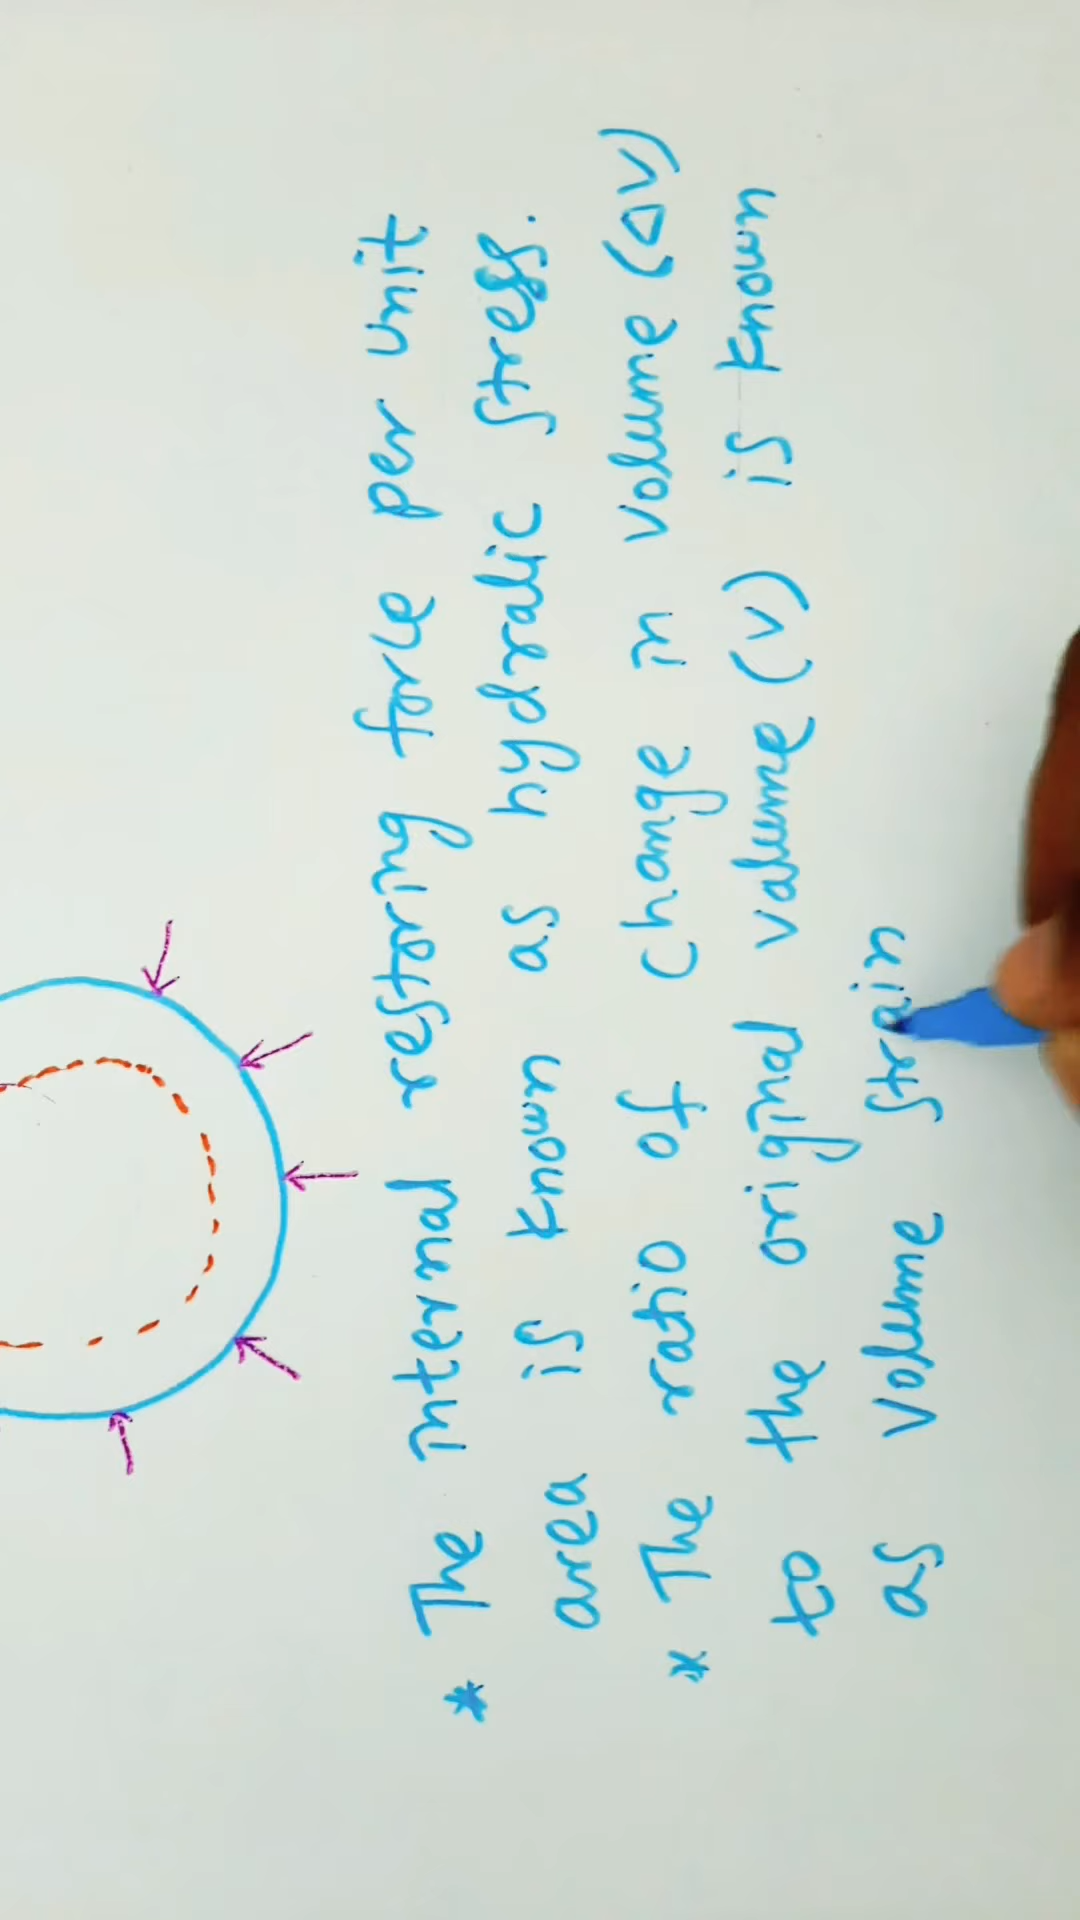 * The internal restoring force per unit
area is known as hydraulic stress.
* The ratio of change in volume (ΔV)
to the original volume (V) is known
as volume strain